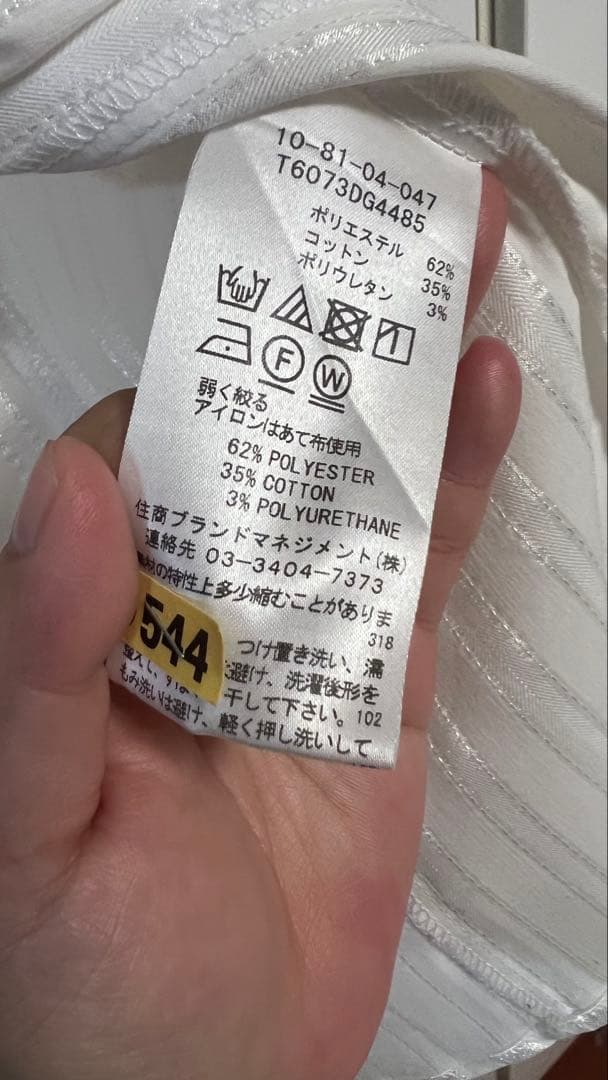 10-81-04-047
T6073DG4485
ポリエステル 62%
コットン 35%
ポリウレタン 3%
F W
弱く絞る
アイロンはあて布使用
62% POLYESTER
35% COTTON
3% POLYURETHANE
住商ブランドマネジメント(株)
連絡先 03-3404-7373
の特性上多少縮むことがありま
318
544
つけ置き洗い、濡
避け、洗濯後形を
干して下さい。102
もみ洗いは避け、軽く押し洗いして